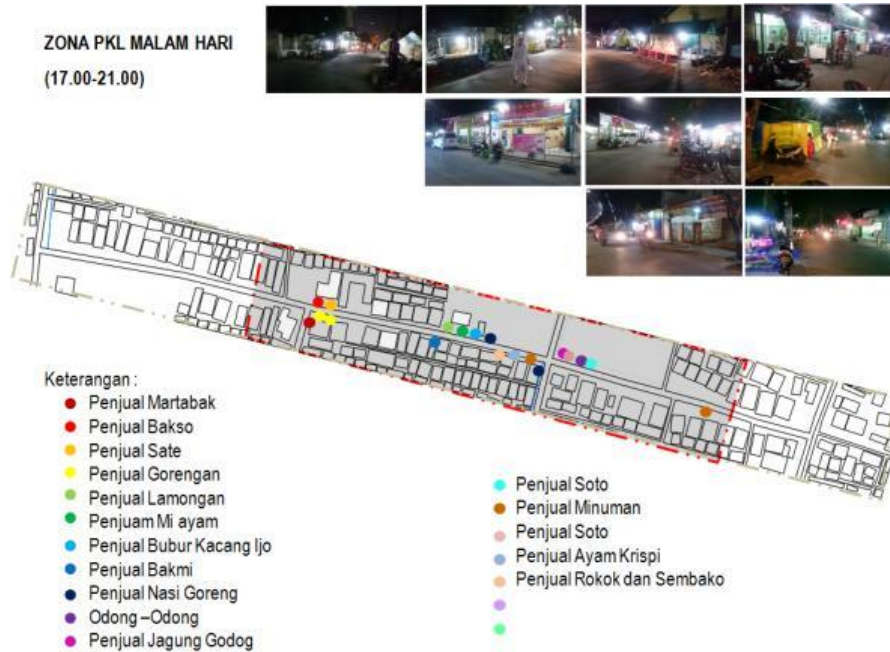 ZONA PKL MALAM HARI
(17.00-21.00)
Keterangan :
Penjual Martabak
Penjual Bakso
Penjual Sate
Penjual Gorengan
Penjual Lamongan
Penjuam Mi ayam
Penjual Bubur Kacang Ijo
Penjual Bakmi
Penjual Nasi Goreng
Odong –Odong
Penjual Jagung Godog
Penjual Soto
Penjual Minuman
Penjual Soto
Penjual Ayam Krispi
Penjual Rokok dan Sembako